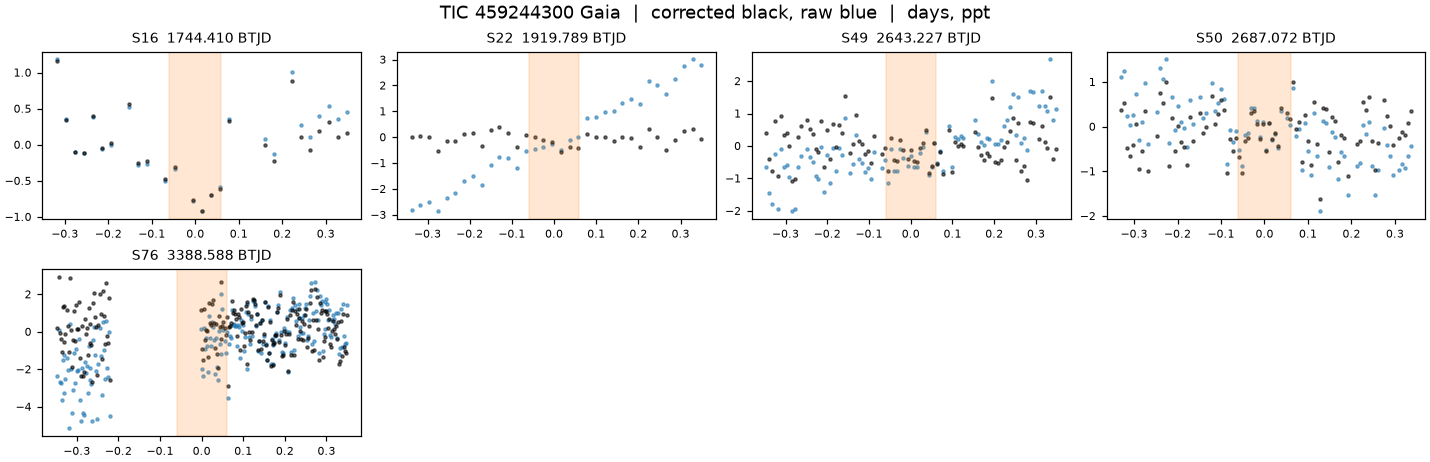 TIC 459244300 Gaia | corrected black, raw blue | days, ppt
S16 1744.410 BTJD
S22 1919.789 BTJD
S49 2643.227 BTJD
S50 2687.072 BTJD
1.0
0.5
0.0
−0.5
−1.0
−0.3 −0.2 −0.1 0.0 0.1 0.2 0.3
3
2
1
0
−1
−2
−3
−0.3 −0.2 −0.1 0.0 0.1 0.2 0.3
2
1
0
−1
−2
−0.3 −0.2 −0.1 0.0 0.1 0.2 0.3
1
0
−1
−2
−0.3 −0.2 −0.1 0.0 0.1 0.2 0.3
S76 3388.588 BTJD
2
0
−2
−4
−0.3 −0.2 −0.1 0.0 0.1 0.2 0.3